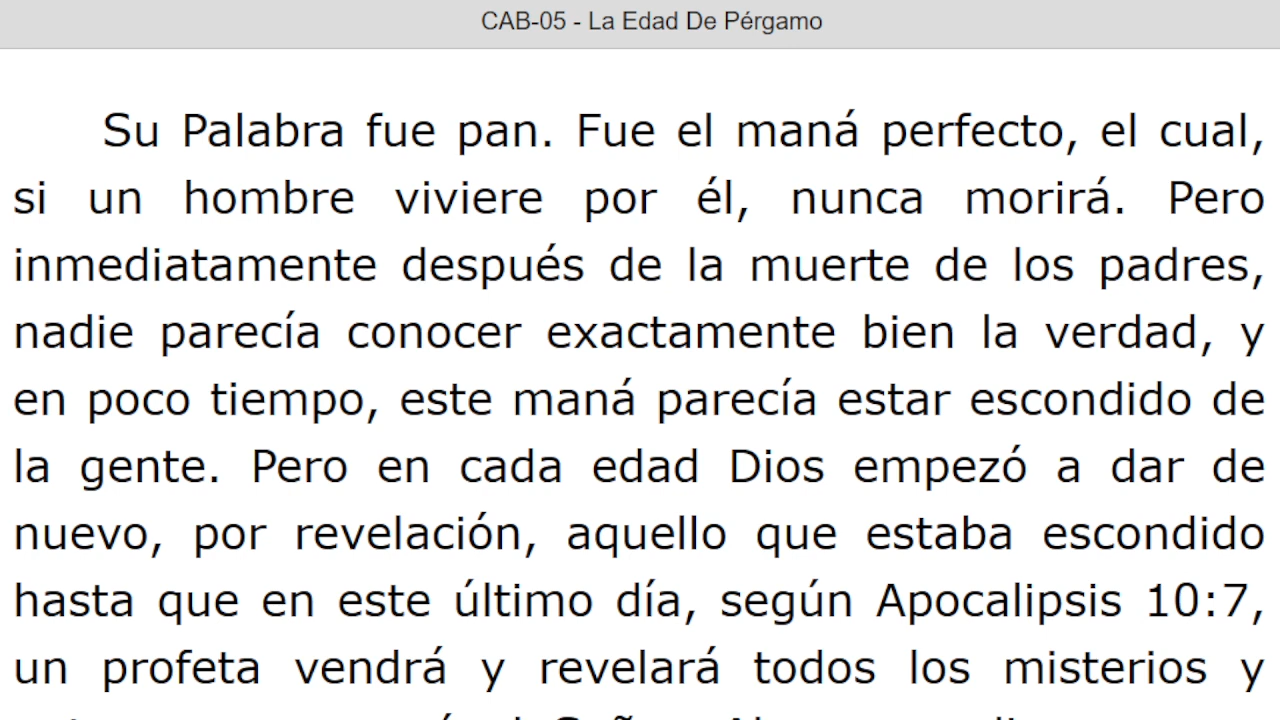 CAB-05 - La Edad De Pérgamo
Su Palabra fue pan. Fue el maná perfecto, el cual,
si un hombre viviere por él, nunca morirá. Pero
inmediatamente después de la muerte de los padres,
nadie parecía conocer exactamente bien la verdad, y
en poco tiempo, este maná parecía estar escondido de
la gente. Pero en cada edad Dios empezó a dar de
nuevo, por revelación, aquello que estaba escondido
hasta que en este último día, según Apocalipsis 10:7,
un profeta vendrá y revelará todos los misterios y